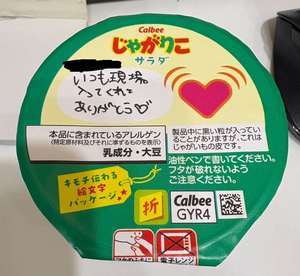 Calbee
じゃがりこ
サラダ
いつも現場
入ってくれて
ありがとう♡
本品に含まれているアレルゲン
(特定原材料及びそれに準ずるものを表示)
乳成分・大豆
製品中に黒い粒が入っている
ことがありますが、これは
じゃがいもの皮です。
油性ペンで書いてください。
フタが破れないよう
ご注意ください。
キモチ伝わる
絵文字
パッケージ
折
Calbee
GYR4
電子レンジ